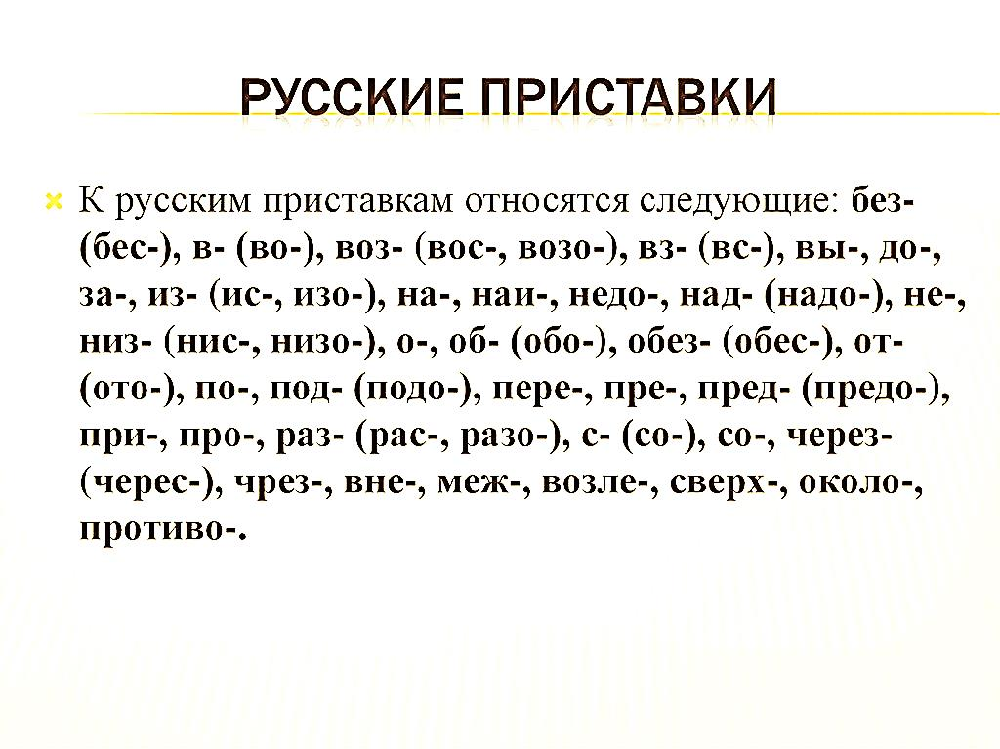 РУССКИЕ ПРИСТАВКИ
К русским приставкам относятся следующие: без-
(бес-), в- (во-), воз- (вос-, возо-), вз- (вс-), вы-, до-,
за-, из- (ис-, изо-), на-, наи-, недо-, над- (надо-), не-,
низ- (нис-, низо-), о-, об- (обо-), обез- (обес-), от-
(ото-), по-, под- (подо-), пере-, пре-, пред- (предо-),
при-, про-, раз- (рас-, разо-), с- (со-), со-, через-
(черес-), чрез-, вне-, меж-, возле-, сверх-, около-,
противо-.